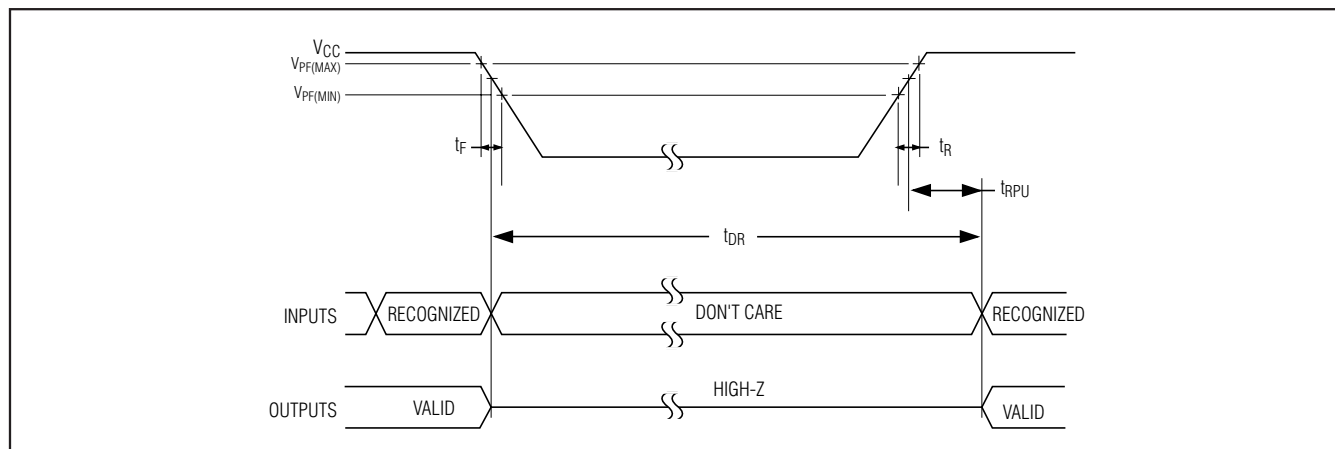 VCC
VPF(MAX)
VPF(MIN)
tF
tR
tRPU
tDR
INPUTS RECOGNIZED DON'T CARE RECOGNIZED
HIGH-Z
OUTPUTS VALID VALID